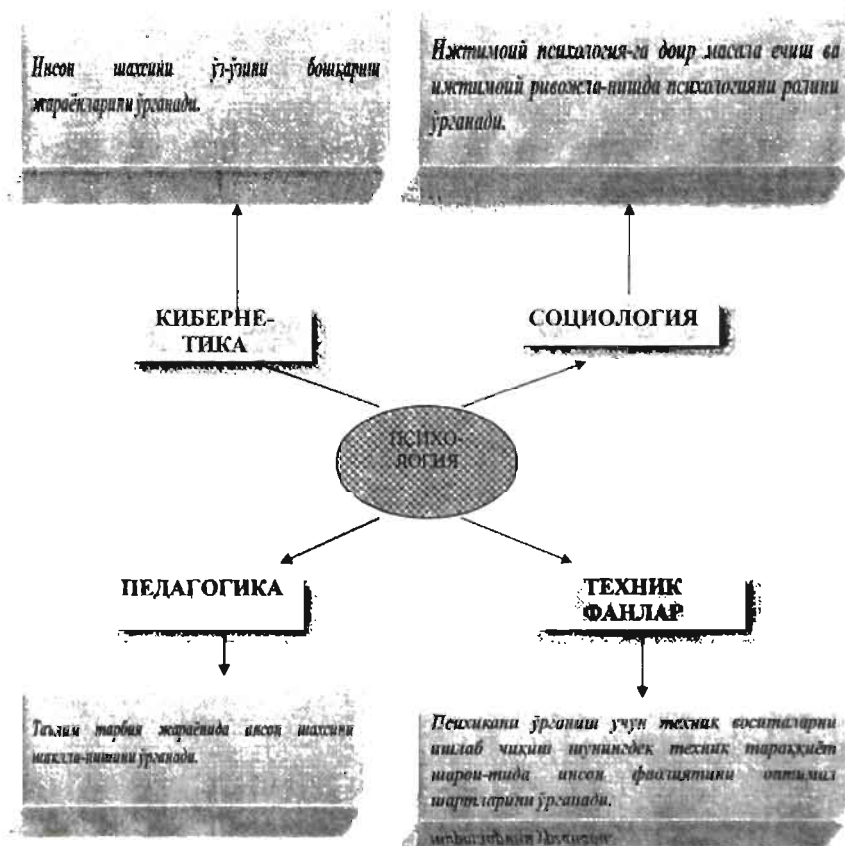 Инсон шахсини ўз-ўзини бошқариш
жараёнларини ўрганади.
Ижтимоий психология-га доир масала ечиш ва
ижтимоий ривожла-нишда психологияни ролини
ўрганади.
КИБЕРНЕ-
ТИКА
СОЦИОЛОГИЯ
ПСИХО-
ЛОГИЯ
ПЕДАГОГИКА
ТЕХНИК
ФАНЛАР
Таълим тарбия жараёнида инсон шахсини
шаклла-нишини ўрганади.
Психикани ўрганиш учун техник воситаларни
ишлаб чиқиш шунингдек техник тараққиёт
шарои-тида инсон фаолиятини оптимал
шартларини ўрганади.
шартларини ўрганади.